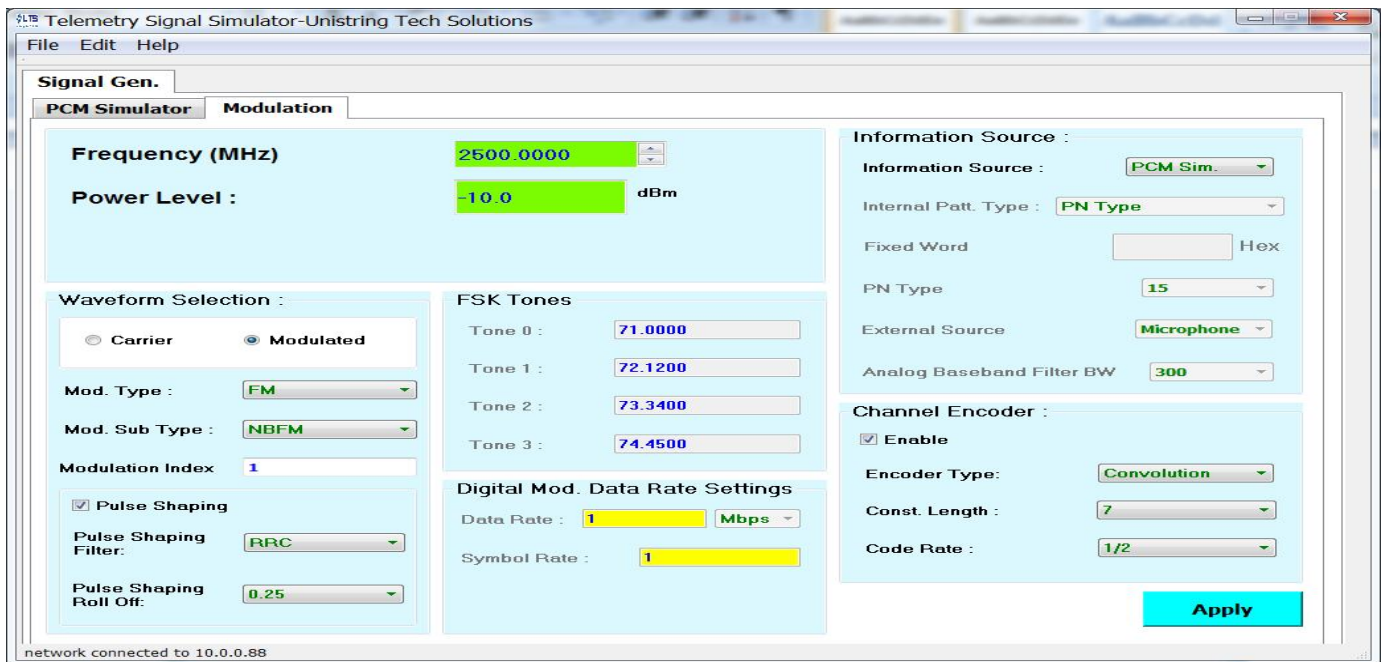 Telemetry Signal Simulator-Unistring Tech Solutions
File Edit Help
Signal Gen.
PCM Simulator Modulation
Frequency (MHz) 2500.0000
Power Level : -10.0 dBm
Waveform Selection :
Carrier Modulated
Mod. Type : FM
Mod. Sub Type : NBFM
Modulation Index 1
Pulse Shaping
Pulse Shaping
Filter: RRC
Pulse Shaping
Roll Off: 0.25
FSK Tones
Tone 0 : 71.0000
Tone 1 : 72.1200
Tone 2 : 73.3400
Tone 3 : 74.4500
Digital Mod. Data Rate Settings
Data Rate : 1 Mbps
Symbol Rate : 1
Information Source :
Information Source : PCM Sim.
Internal Patt. Type : PN Type
Fixed Word Hex
PN Type 15
External Source Microphone
Analog Baseband Filter BW 300
Channel Encoder :
Enable
Encoder Type: Convolution
Const. Length : 7
Code Rate : 1/2
Apply
network connected to 10.0.0.88